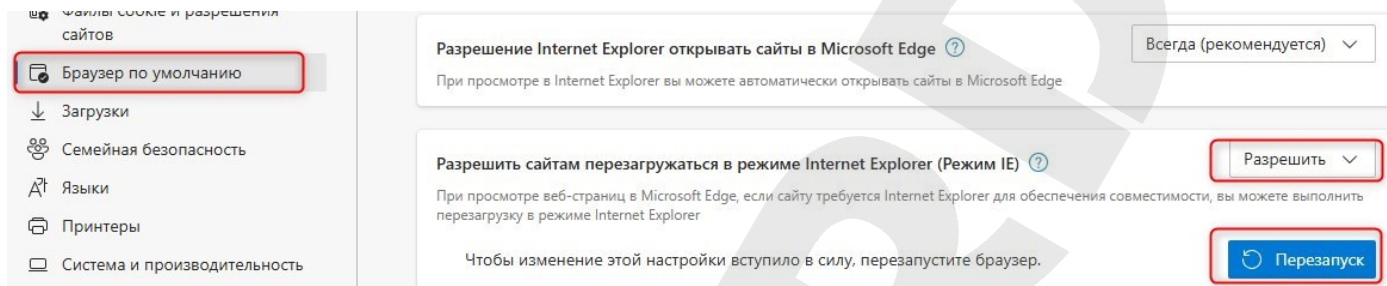 Файлы cookie и разрешения
сайтов
Браузер по умолчанию
Загрузки
Семейная безопасность
Языки
Принтеры
Система и производительность
Разрешение Internet Explorer открывать сайты в Microsoft Edge
Всегда (рекомендуется)
При просмотре в Internet Explorer вы можете автоматически открывать сайты в Microsoft Edge
Разрешить сайтам перезагружаться в режиме Internet Explorer (Режим IE)
Разрешить
При просмотре веб-страниц в Microsoft Edge, если сайту требуется Internet Explorer для обеспечения совместимости, вы можете выполнить
перезагрузку в режиме Internet Explorer
Чтобы изменение этой настройки вступило в силу, перезапустите браузер.
Перезапуск